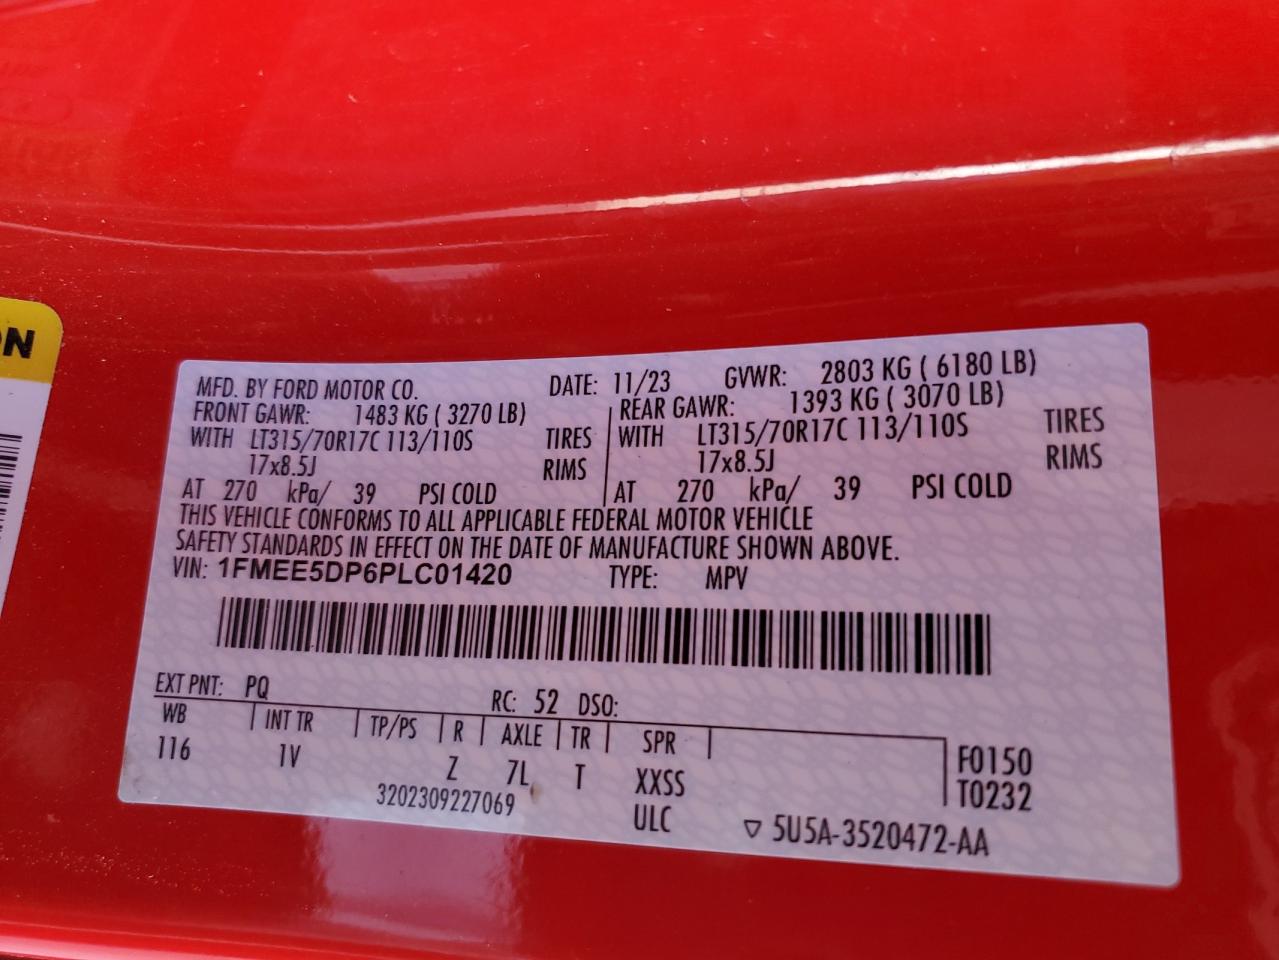 ON
MFD. BY FORD MOTOR CO. DATE: 11/23 GVWR: 2803 KG ( 6180 LB)
FRONT GAWR: 1483 KG ( 3270 LB) REAR GAWR: 1393 KG ( 3070 LB)
WITH LT315/70R17C 113/110S TIRES WITH LT315/70R17C 113/110S TIRES
17x8.5J RIMS 17x8.5J RIMS
AT 270 kPa/ 39 PSI COLD AT 270 kPa/ 39 PSI COLD
THIS VEHICLE CONFORMS TO ALL APPLICABLE FEDERAL MOTOR VEHICLE
SAFETY STANDARDS IN EFFECT ON THE DATE OF MANUFACTURE SHOWN ABOVE.
VIN: 1FMEE5DP6PLC01420 TYPE: MPV
EXT PNT: PQ RC: 52 DSO:
WB INT TR TP/PS R AXLE TR SPR
116 1V Z 7L T XXSS F0150
3202309227069 ULC T0232
▽ 5U5A-3520472-AA